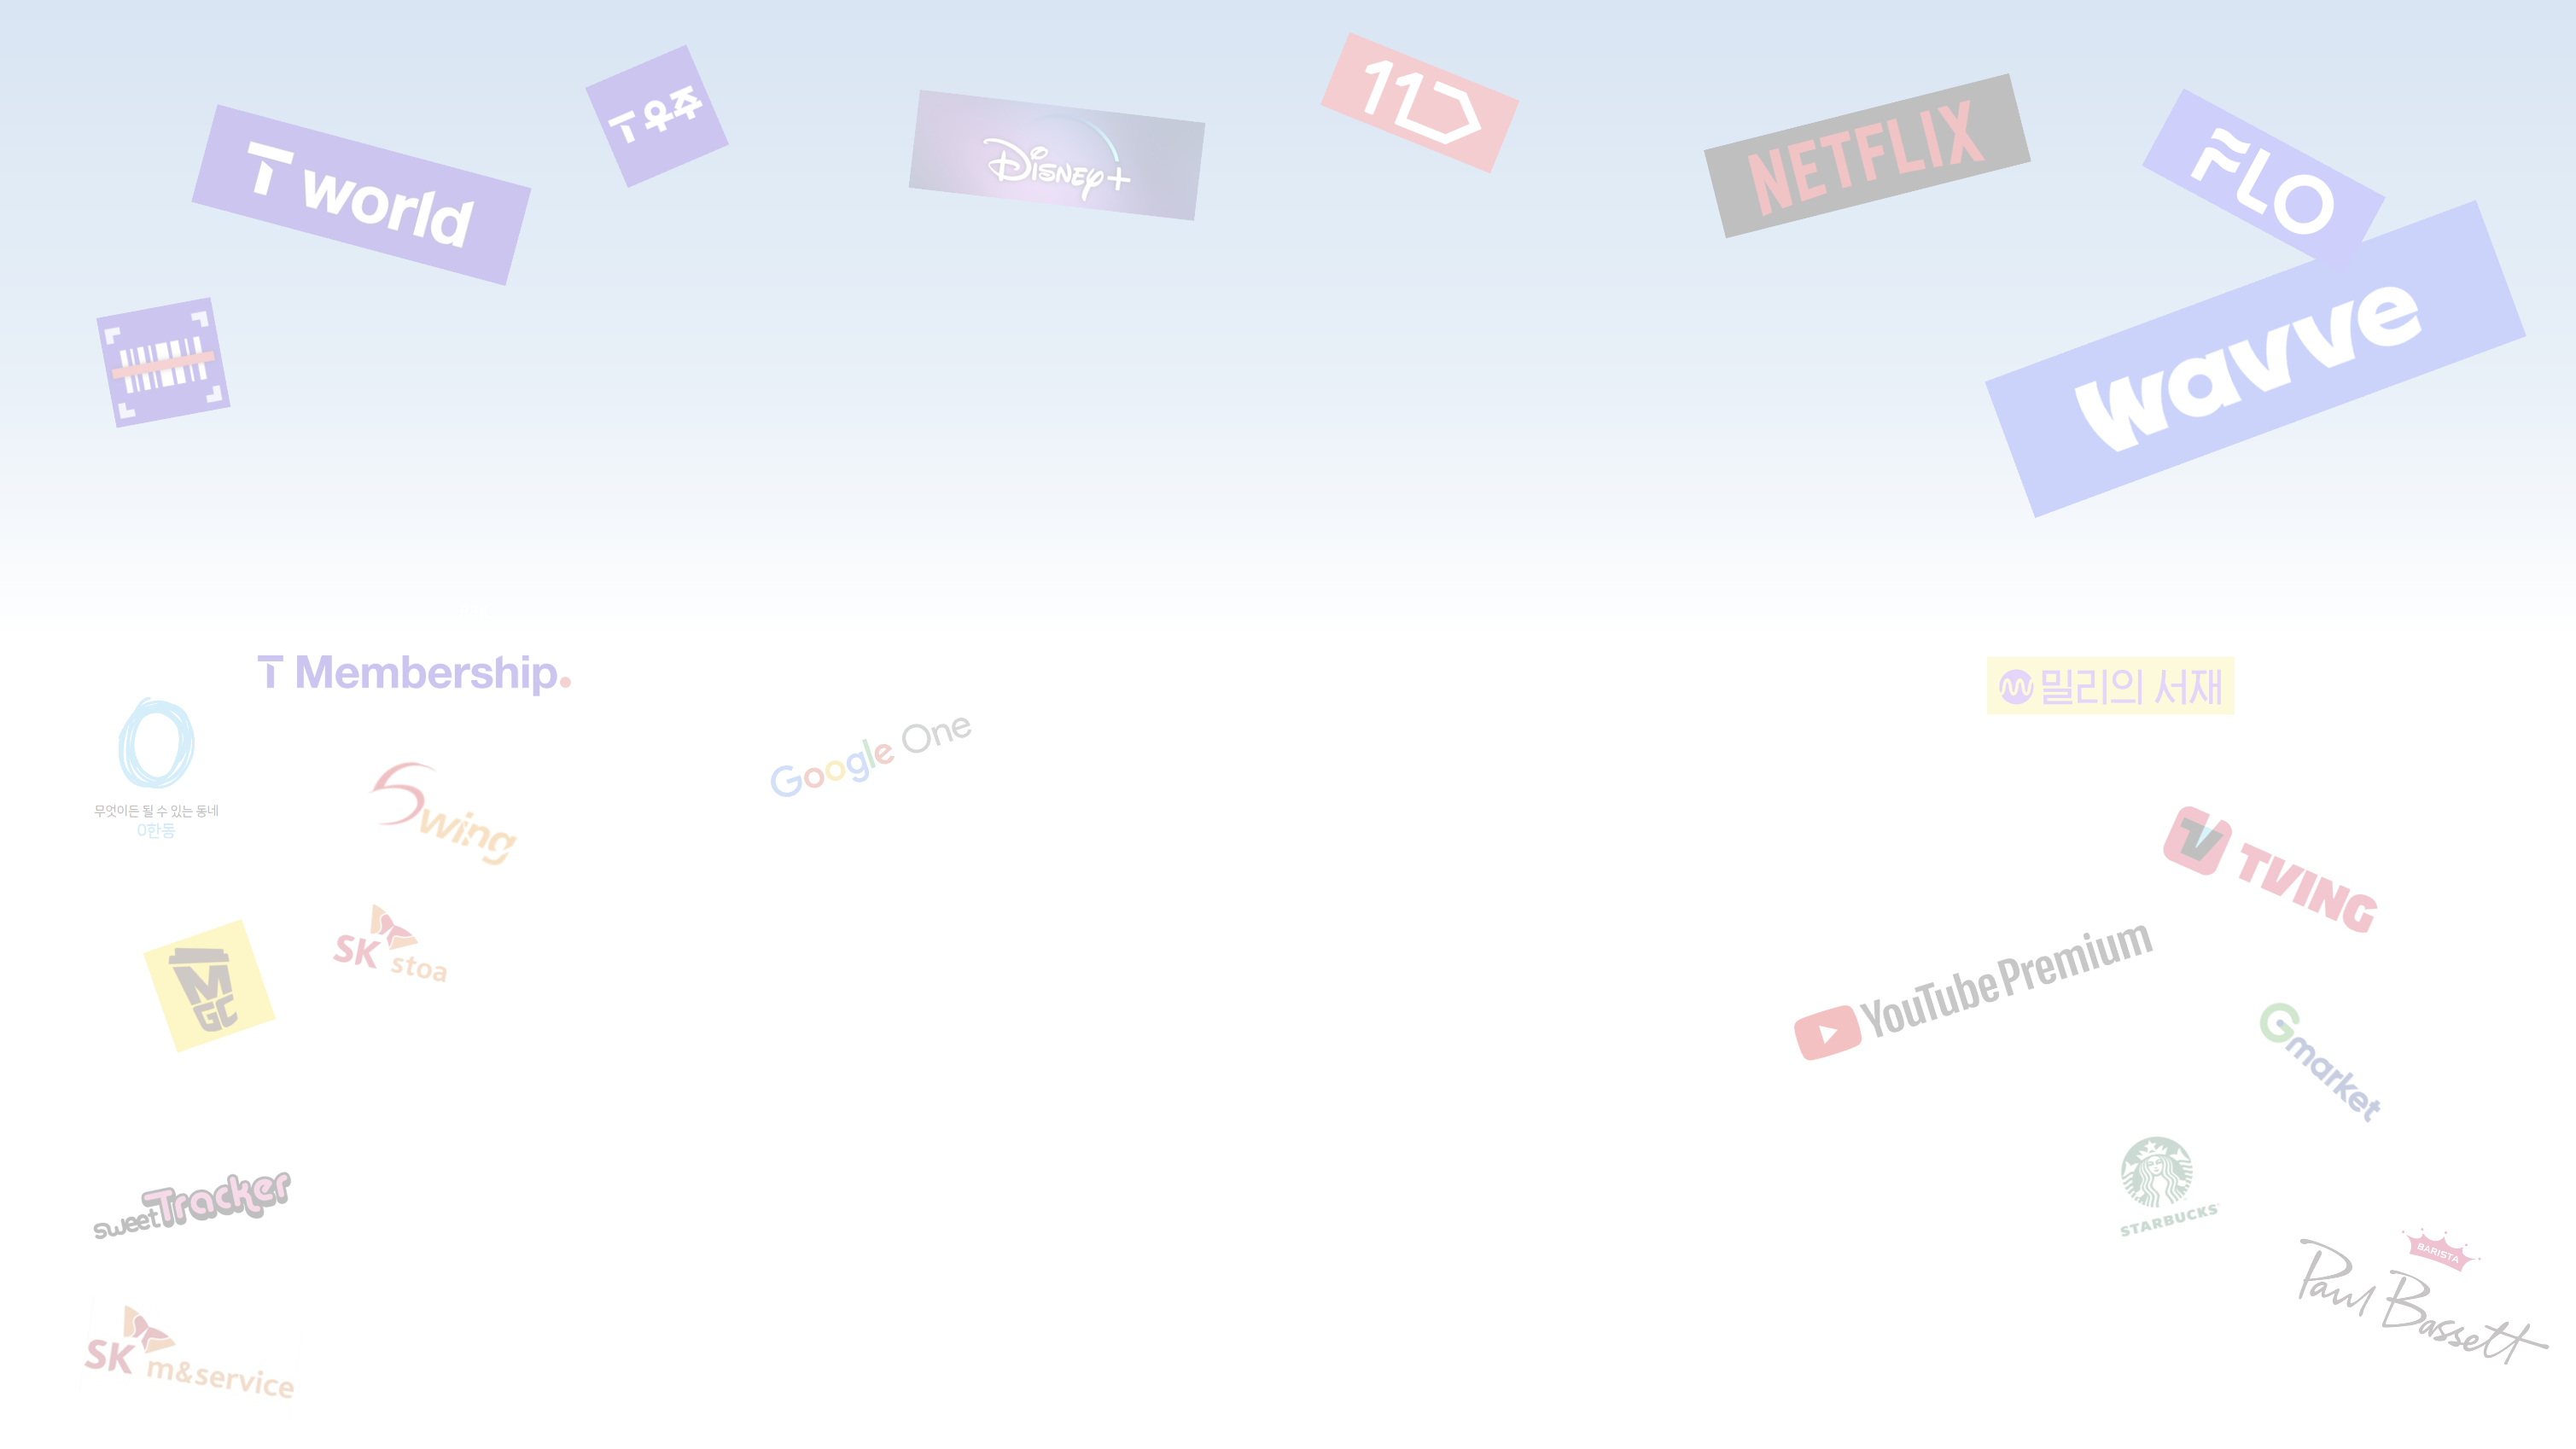 T 우주
11
T world
Disney+
NETFLIX
FLO
wavve
T Membership.
밀리의 서재
Google One
무엇이든 될 수 있는 동네
0한동
Swing
TVING
SK stoa
MGC
YouTube Premium
Gmarket
sweetTracker
STARBUCKS
BARISTA
Paul Bassett
SK m&service